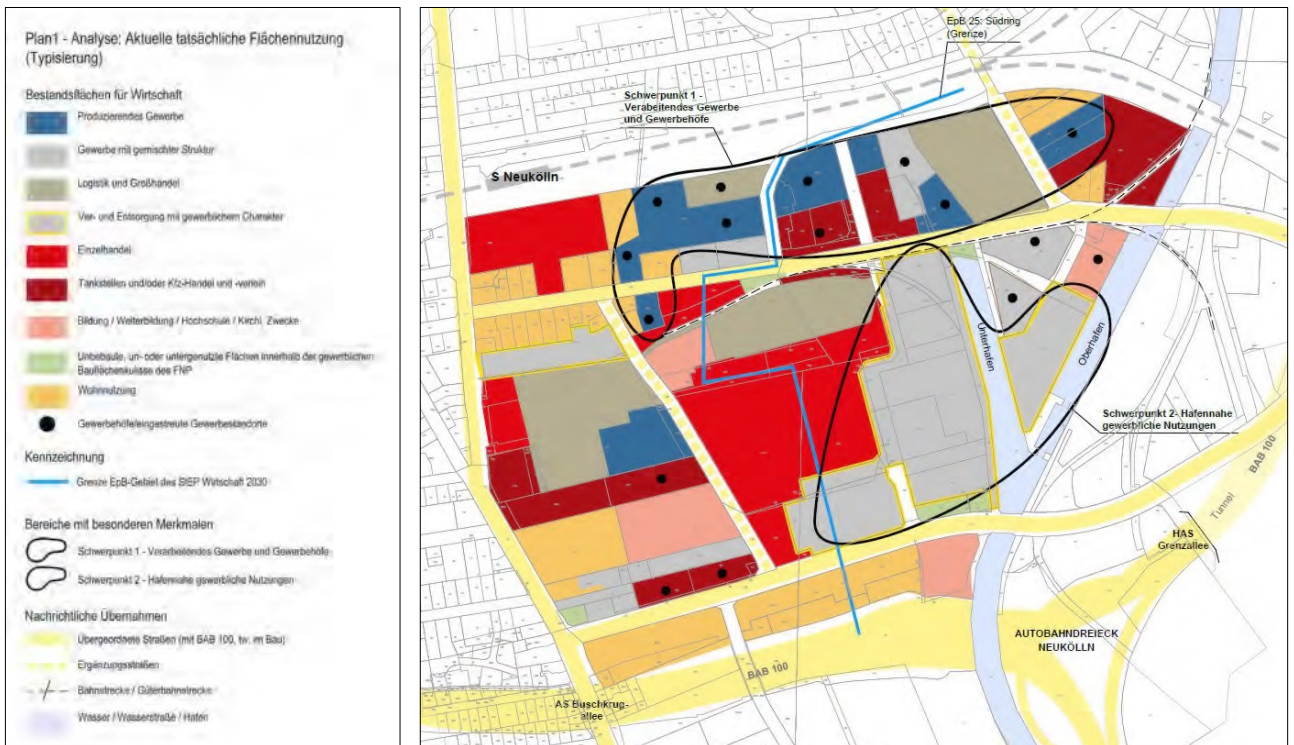 Plan1 - Analyse: Aktuelle tatsächliche Flächennutzung
(Typisierung)
Bestandsflächen für Wirtschaft
Produzierendes Gewerbe
Gewerbe mit gemischter Struktur
Logistik und Großhandel
Ver- und Entsorgung mit gewerblichem Charakter
Einzelhandel
Tankstellen und/oder Kfz-Handel und -verleih
Bildung / Weiterbildung / Hochschule / Kirchl. Zwecke
Unbebaute, un- oder untergenutzte Flächen innerhalb der gewerblichen
Bauflächenkulisse des FNP
Wohnnutzung
Gewerbehöfe/eingestreute Gewerbestandorte
Kennzeichnung
Grenze EpB-Gebiet des StEP Wirtschaft 2030
Bereiche mit besonderen Merkmalen
Schwerpunkt 1 - Verarbeitendes Gewerbe und Gewerbehöfe
Schwerpunkt 2 - Hafennahe gewerbliche Nutzungen
Nachrichtliche Übernahmen
Übergeordnete Straßen (mit BAB 100, tw. im Bau)
Ergänzungsstraßen
Bahnstrecke / Güterbahnstrecke
Wasser / Wasserstraße / Hafen
EpB 25: Südring
(Grenze)
Schwerpunkt 1 -
Verabeitendes Gewerbe
und Gewerbehöfe
S Neukölln
Unterhafen
Oberhafen
Schwerpunkt 2- Hafennahe
gewerbliche Nutzungen
BAB 100
Tunnel
HAS
Grenzallee
AUTOBAHNDREIECK
NEUKÖLLN
BAB 100
AS Buschkrug-
allee